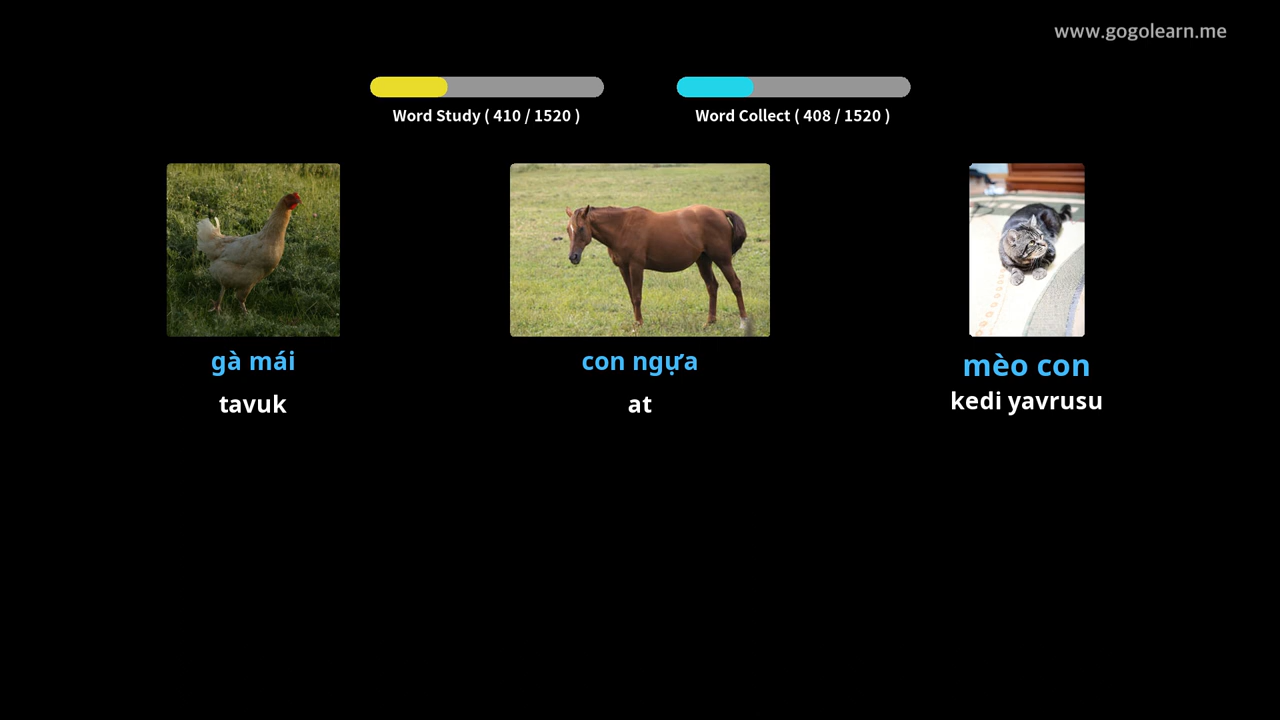 www.gogolearn.me
Word Study ( 410 / 1520 )
Word Collect ( 408 / 1520 )
gà mái
con ngựa
mèo con
tavuk
at
kedi yavrusu